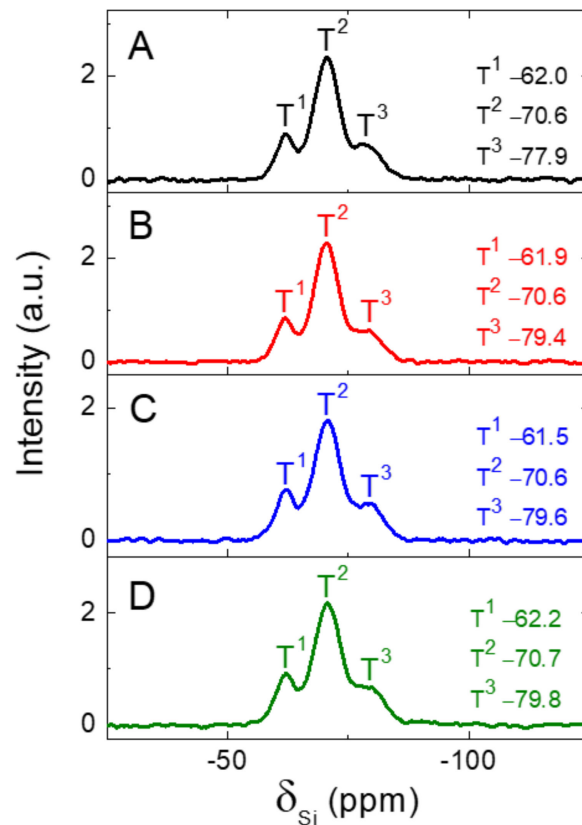 Intensity (a.u.)
A
T² 
T¹
T³
T¹ –62.0
T² –70.6
T³ –77.9
2
0
B
T²
T¹
T³
T¹ –61.9
T² –70.6
T³ –79.4
2
0
C
T²
T¹
T³
T¹ –61.5
T² –70.6
T³ –79.6
2
0
D
T²
T¹
T³
T¹ –62.2
T² –70.7
T³ –79.8
2
0
-50
-100
δSi (ppm)